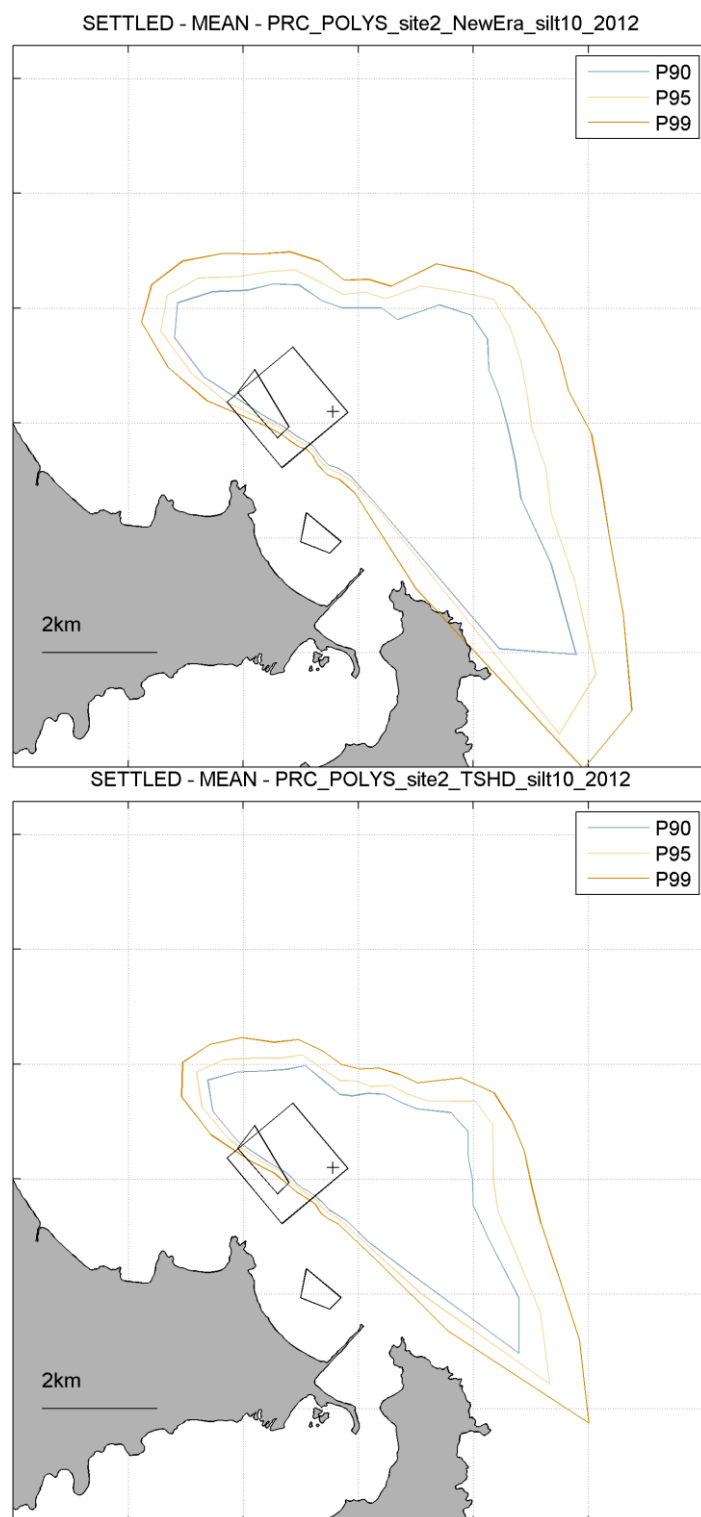 SETTLED - MEAN - PRC_POLYS_site2_NewEra_silt10_2012
P90
P95
P99
2km
SETTLED - MEAN - PRC_POLYS_site2_TSHD_silt10_2012
P90
P95
P99
2km